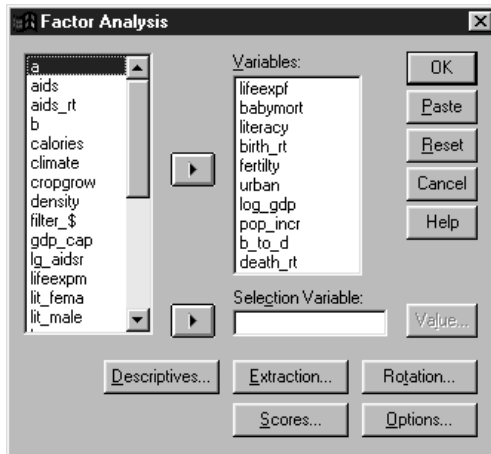 Factor Analysis
a
aids
aids_rt
b
calories
climate
cropgrow
density
filter_$
gdp_cap
lg_aidsr
lifeexpm
lit_fema
lit_male
Variables:
lifeexpf
babymort
literacy
birth_rt
fertilty
urban
log_gdp
pop_incr
b_to_d
death_rt
Selection Variable:
OK
Paste
Reset
Cancel
Help
Value...
Descriptives...
Extraction...
Rotation...
Scores...
Options...